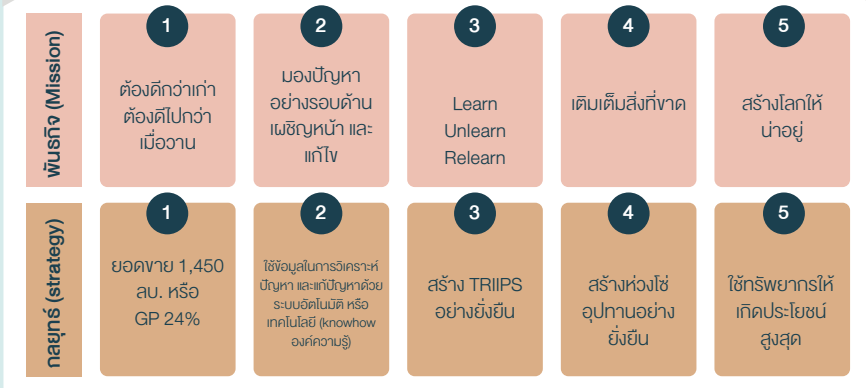 พันธกิจ (Mission)
1
ต้องดีกว่าเก่า
ต้องดีไปกว่า
เมื่อวาน
2
มองปัญหา
อย่างรอบด้าน
เผชิญหน้า และ
แก้ไข
3
Learn
Unlearn
Relearn
4
เติมเต็มสิ่งที่ขาด
5
สร้างโลกให้
น่าอยู่
กลยุทธ์ (strategy)
1
ยอดขาย 1,450
ลบ. หรือ
GP 24%
2
ใช้ข้อมูลในการวิเคราะห์
ปัญหา และแก้ปัญหาด้วย
ระบบอัตโนมัติ หรือ
เทคโนโลยี (knowhow
องค์ความรู้)
3
สร้าง TRIIPS
อย่างยั่งยืน
4
สร้างห่วงโซ่
อุปทานอย่าง
ยั่งยืน
5
ใช้ทรัพยากรให้
เกิดประโยชน์
สูงสุด